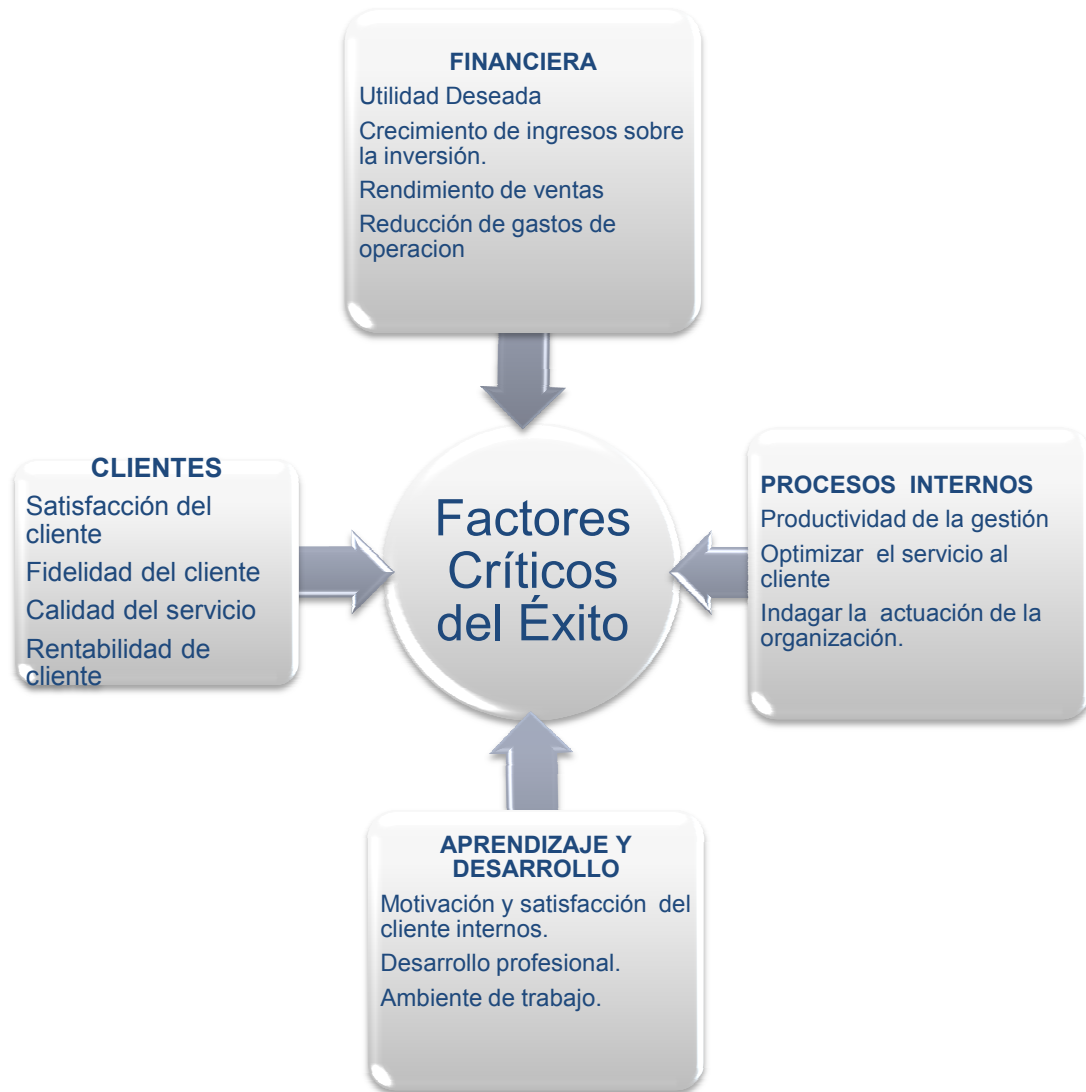 FINANCIERA
Utilidad Deseada
Crecimiento de ingresos sobre
la inversión.
Rendimiento de ventas
Reducción de gastos de
operacion
CLIENTES
Satisfacción del
cliente
Fidelidad del cliente
Calidad del servicio
Rentabilidad de
cliente
Factores
Críticos
del Éxito
PROCESOS  INTERNOS
Productividad de la gestión
Optimizar  el servicio al
cliente
Indagar la  actuación de la
organización.
APRENDIZAJE Y
DESARROLLO
Motivación y satisfacción  del
cliente internos.
Desarrollo profesional.
Ambiente de trabajo.